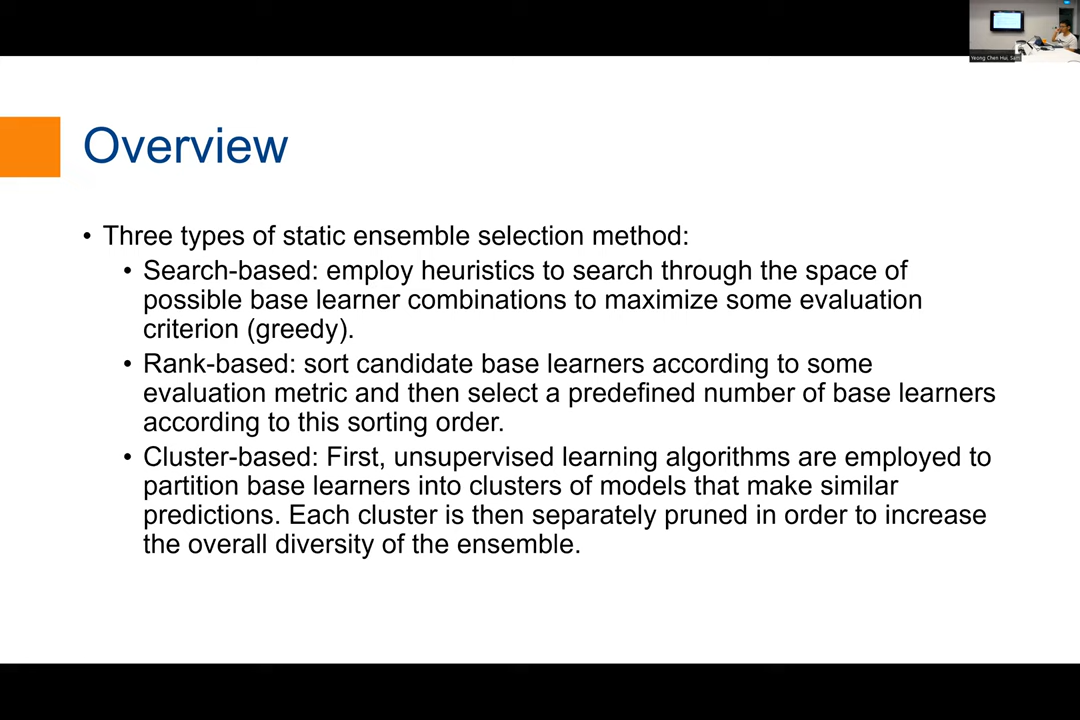 Yeong Chen Hui, Sam
Overview
• Three types of static ensemble selection method:
• Search-based: employ heuristics to search through the space of
possible base learner combinations to maximize some evaluation
criterion (greedy).
• Rank-based: sort candidate base learners according to some
evaluation metric and then select a predefined number of base learners
according to this sorting order.
• Cluster-based: First, unsupervised learning algorithms are employed to
partition base learners into clusters of models that make similar
predictions. Each cluster is then separately pruned in order to increase
the overall diversity of the ensemble.